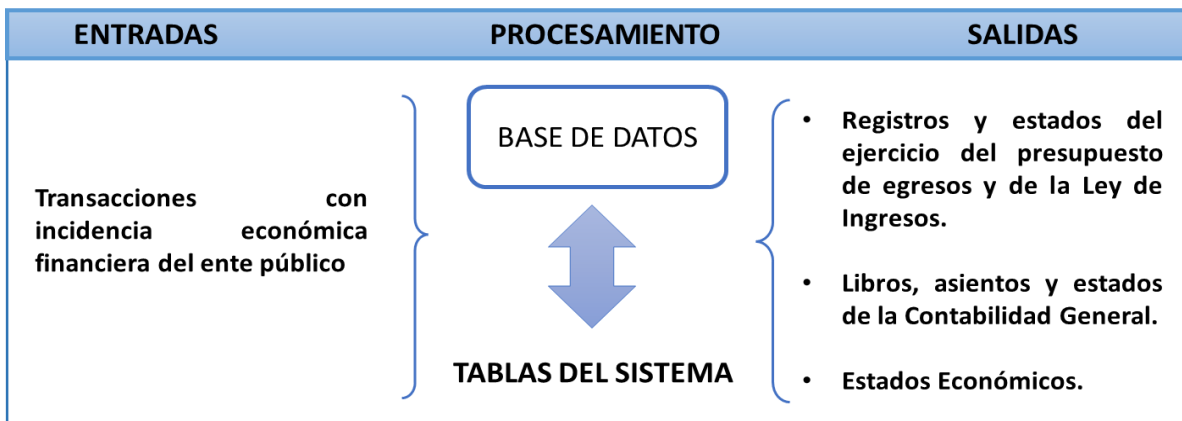 ENTRADAS
PROCESAMIENTO
SALIDAS
Transacciones con
incidencia económica
financiera del ente público
BASE DE DATOS
TABLAS DEL SISTEMA
• Registros y estados del
ejercicio del presupuesto
de egresos y de la Ley de
Ingresos.
• Libros, asientos y estados
de la Contabilidad General.
• Estados Económicos.